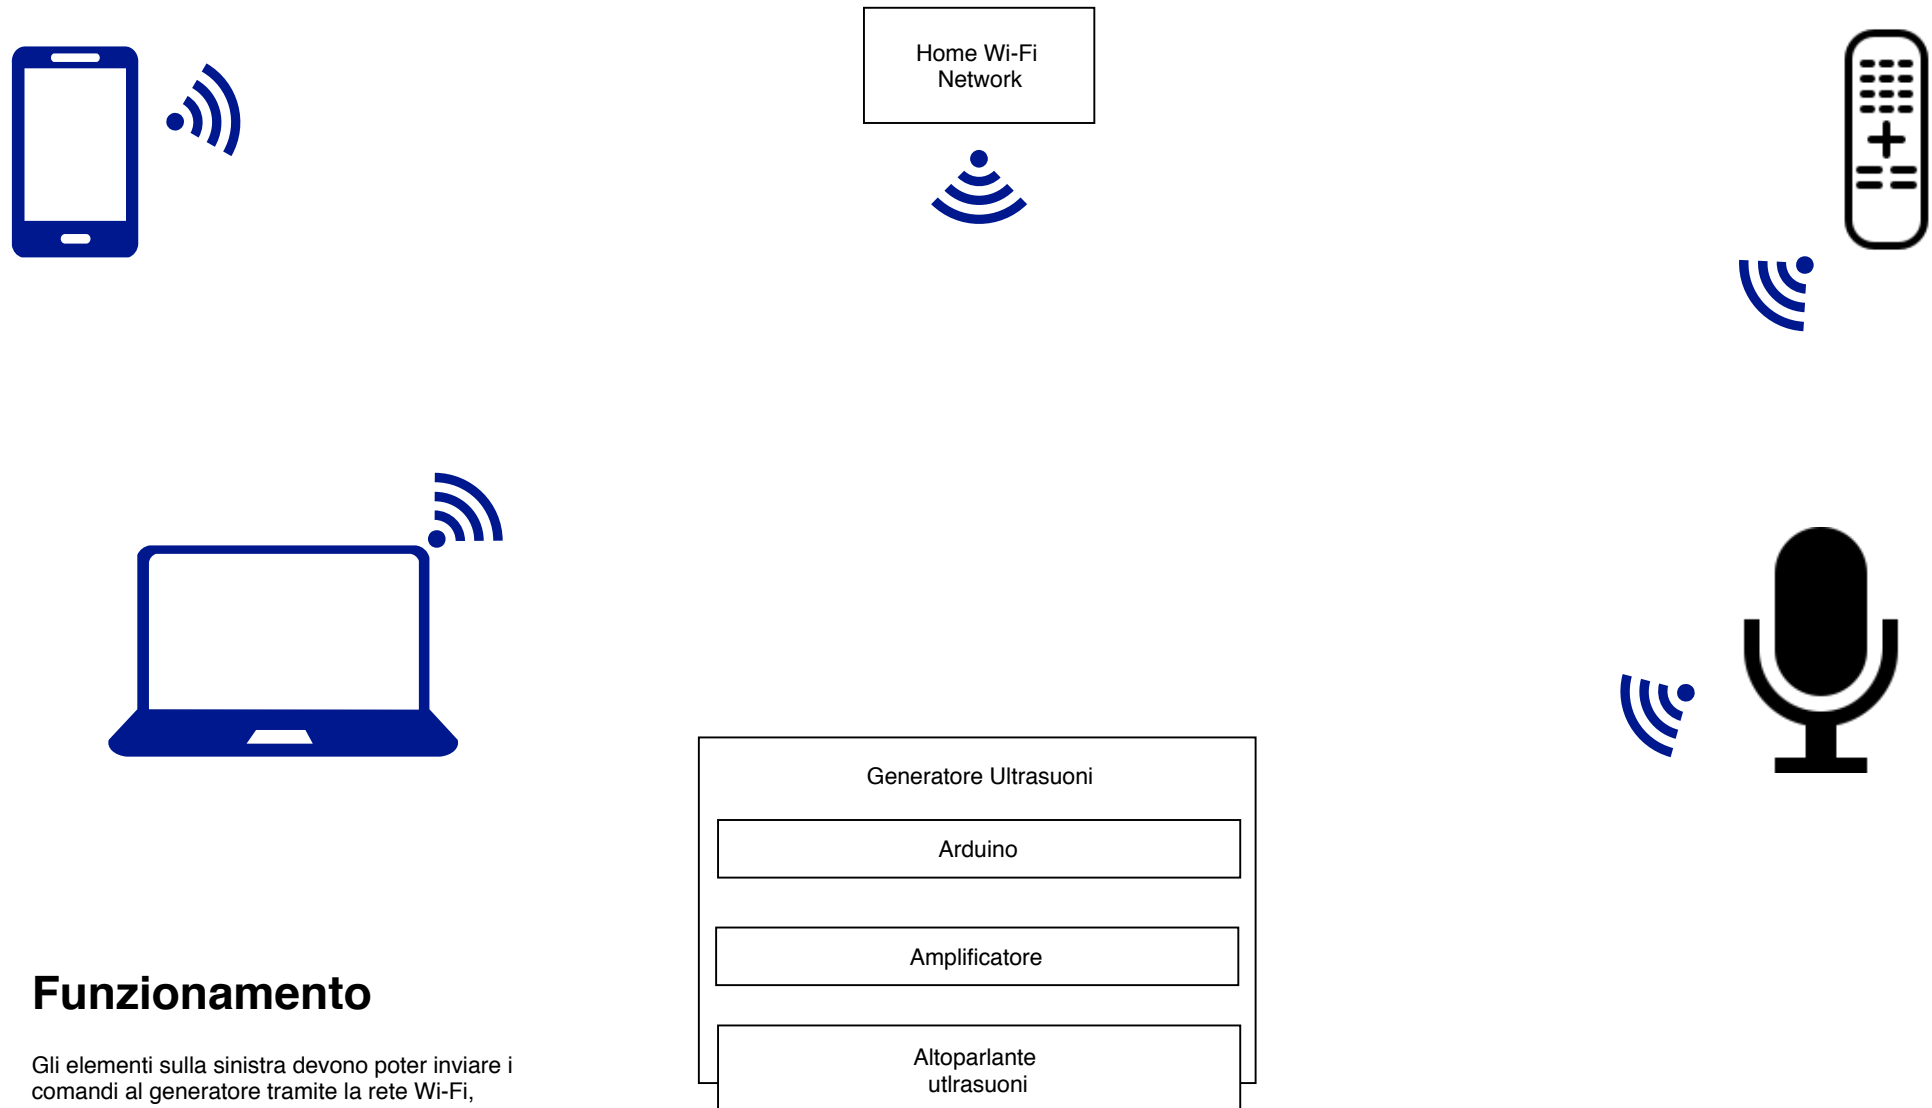 Home Wi-Fi
Network
Generatore Ultrasuoni
Arduino
Amplificatore
Altoparlante
utlrasuoni
Funzionamento
Gli elementi sulla sinistra devono poter inviare i
comandi al generatore tramite la rete Wi-Fi,